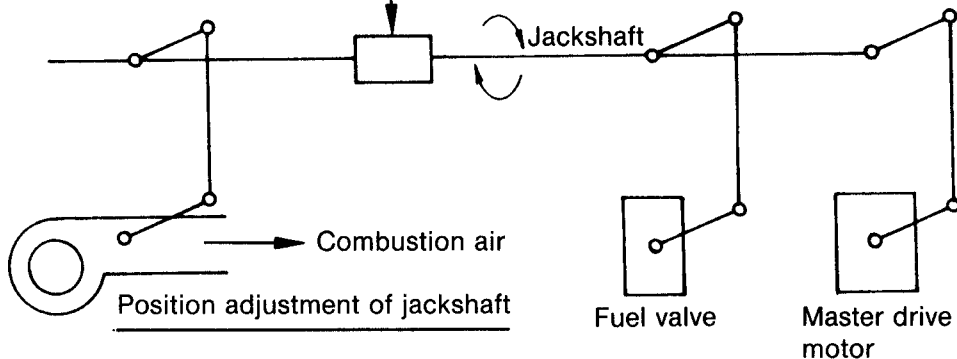 Jackshaft
Combustion air
Position adjustment of jackshaft
Fuel valve
Master drive
motor